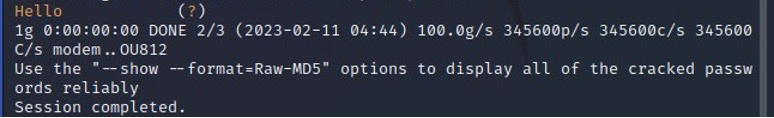 Hello            (?)
1g 0:00:00:00 DONE 2/3 (2023-02-11 04:44) 100.0g/s 345600p/s 345600c/s 345600
C/s modem..OU812
Use the "--show --format=Raw-MD5" options to display all of the cracked passw
ords reliably
Session completed.